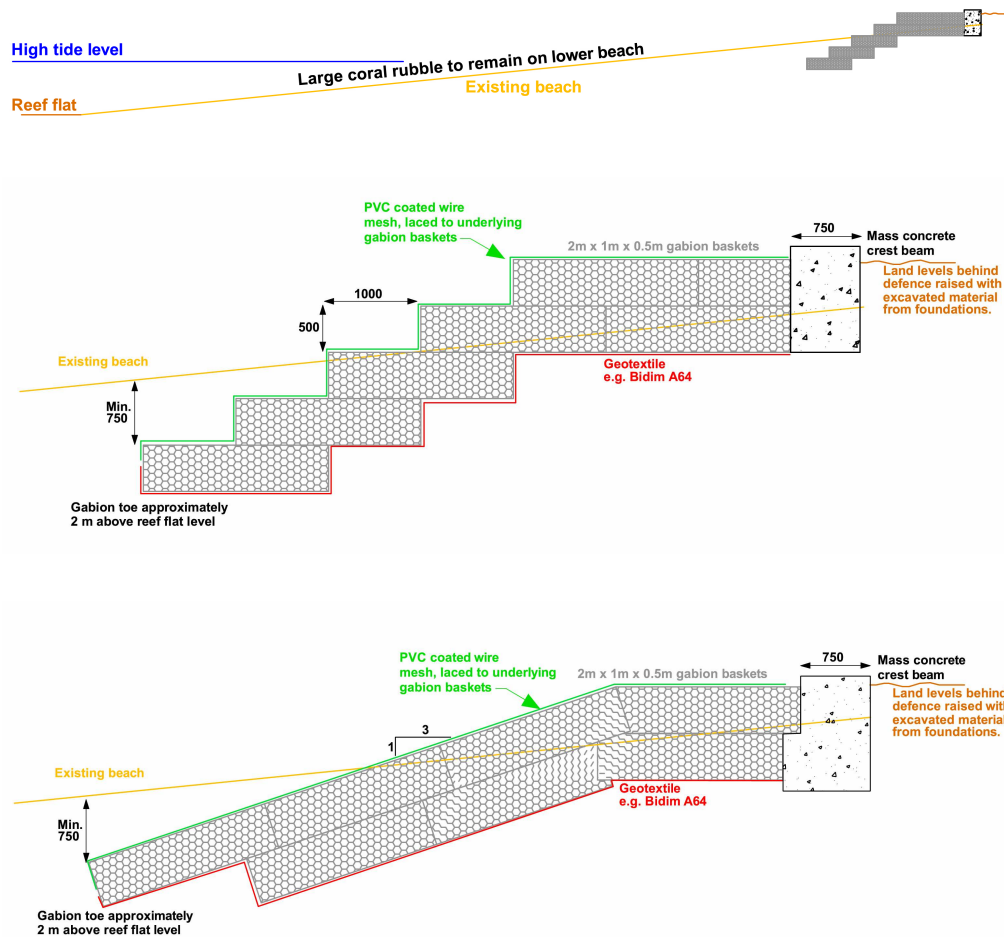 High tide level
Large coral rubble to remain on lower beach
Existing beach
Reef flat
PVC coated wire
mesh, laced to underlying
gabion baskets
2m x 1m x 0.5m gabion baskets
750
Mass concrete
crest beam
Land levels behind
defence raised with
excavated material
from foundations.
1000
500
Existing beach
Min.
750
Geotextile
e.g. Bidim A64
Gabion toe approximately
2 m above reef flat level
PVC coated wire
mesh, laced to underlying
gabion baskets
2m x 1m x 0.5m gabion baskets
750
Mass concrete
crest beam
Land levels behind
defence raised with
excavated material
from foundations.
3
1
Existing beach
Min.
750
Geotextile
e.g. Bidim A64
Gabion toe approximately
2 m above reef flat level